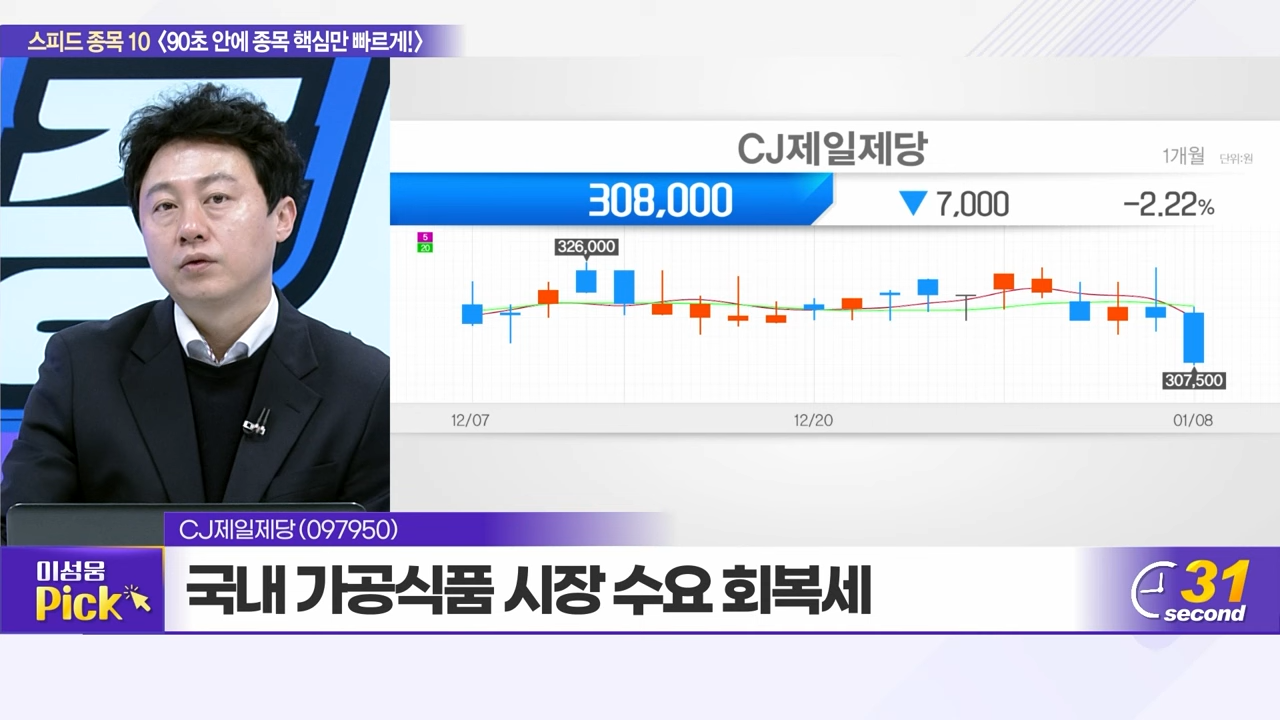 스피드 종목 10 〈90초 안에 종목 핵심만 빠르게!〉
CJ제일제당
1개월 단위:원
308,000 ▼ 7,000 -2.22%
5
20
326,000
307,500
12/07 12/20 01/08
CJ제일제당(097950)
이성웅
Pick
국내 가공식품 시장 수요 회복세
31
second